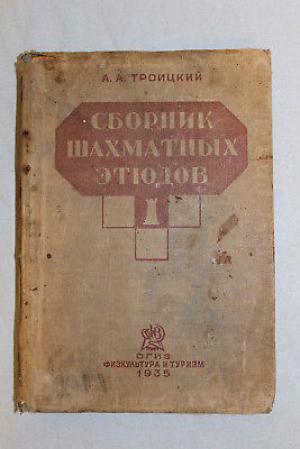 А. А. ТРОИЦКИЙ
СБОРНИК
ШАХМАТНЫХ
ЭТЮДОВ
ОГИЗ
ФИЗКУЛЬТУРА И ТУРИЗМ
1935